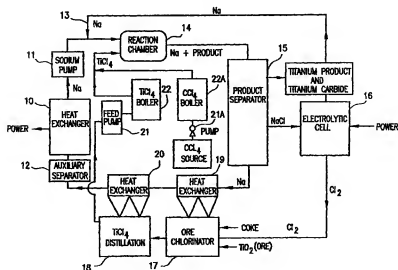 13
Na
Na
11
SODIUM
PUMP
TiCl4
REACTION
CHAMBER
14
Na + PRODUCT
Na
10
HEAT
EXCHANGER
POWER
12
AUXILIARY
SEPARATOR
TiCl4
BOILER
22
FEED
PUMP
21
22A
CCl4
BOILER
21A
PUMP
CCL4
SOURCE
15
PRODUCT
SEPARATOR
TITANIUM PRODUCT
AND
TITANIUM CARBIDE
16
NaCl
ELECTROLYTIC
CELL
POWER
Cl2
20
HEAT
EXCHANGER
19
HEAT
EXCHANGER
Na
TiCl4
DISTILLATION
18
ORE
CHLORINATOR
17
COKE
Cl2
TiO2(ORE)